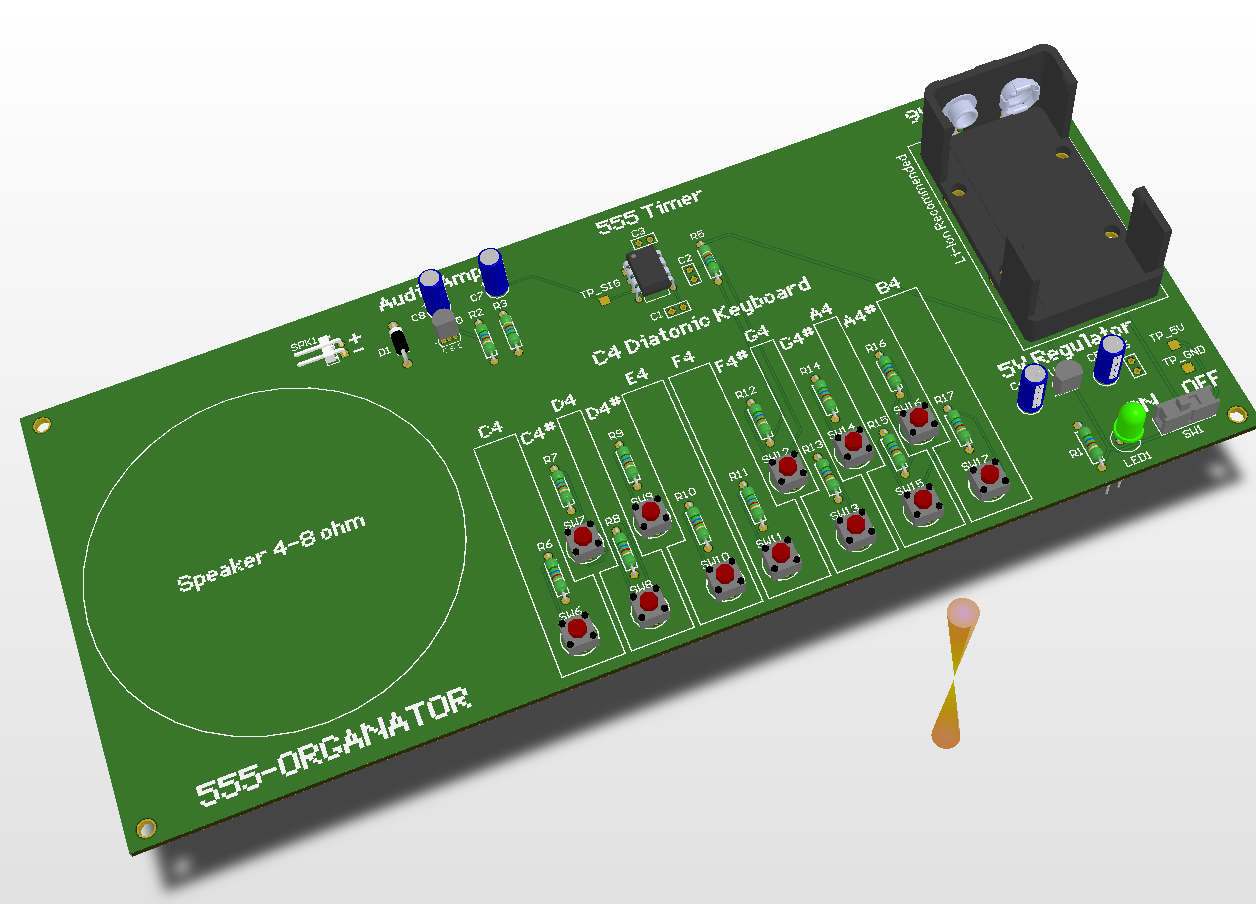 Li-Ion Recommended
555 Timer
C3
R5
C2
TP_SIG
C1
Audio Amp
C7
R3
R2
SPK1
+
-
D1
C4 Diatonic Keyboard
C4
C4#
D4
D4#
E4
F4
F4#
G4
G4#
A4
A4#
B4
5V Regulator
TP_5V
TP_GND
OFF
SW1
LED1
R1
R16
R14
R12
R17
R15
R13
R11
R9
R10
R7
R8
R6
SW16
SW14
SW12
SW17
SW15
SW13
SW11
SW9
SW10
SW7
SW8
SW6
Speaker 4-8 ohm
555-ORGANATOR